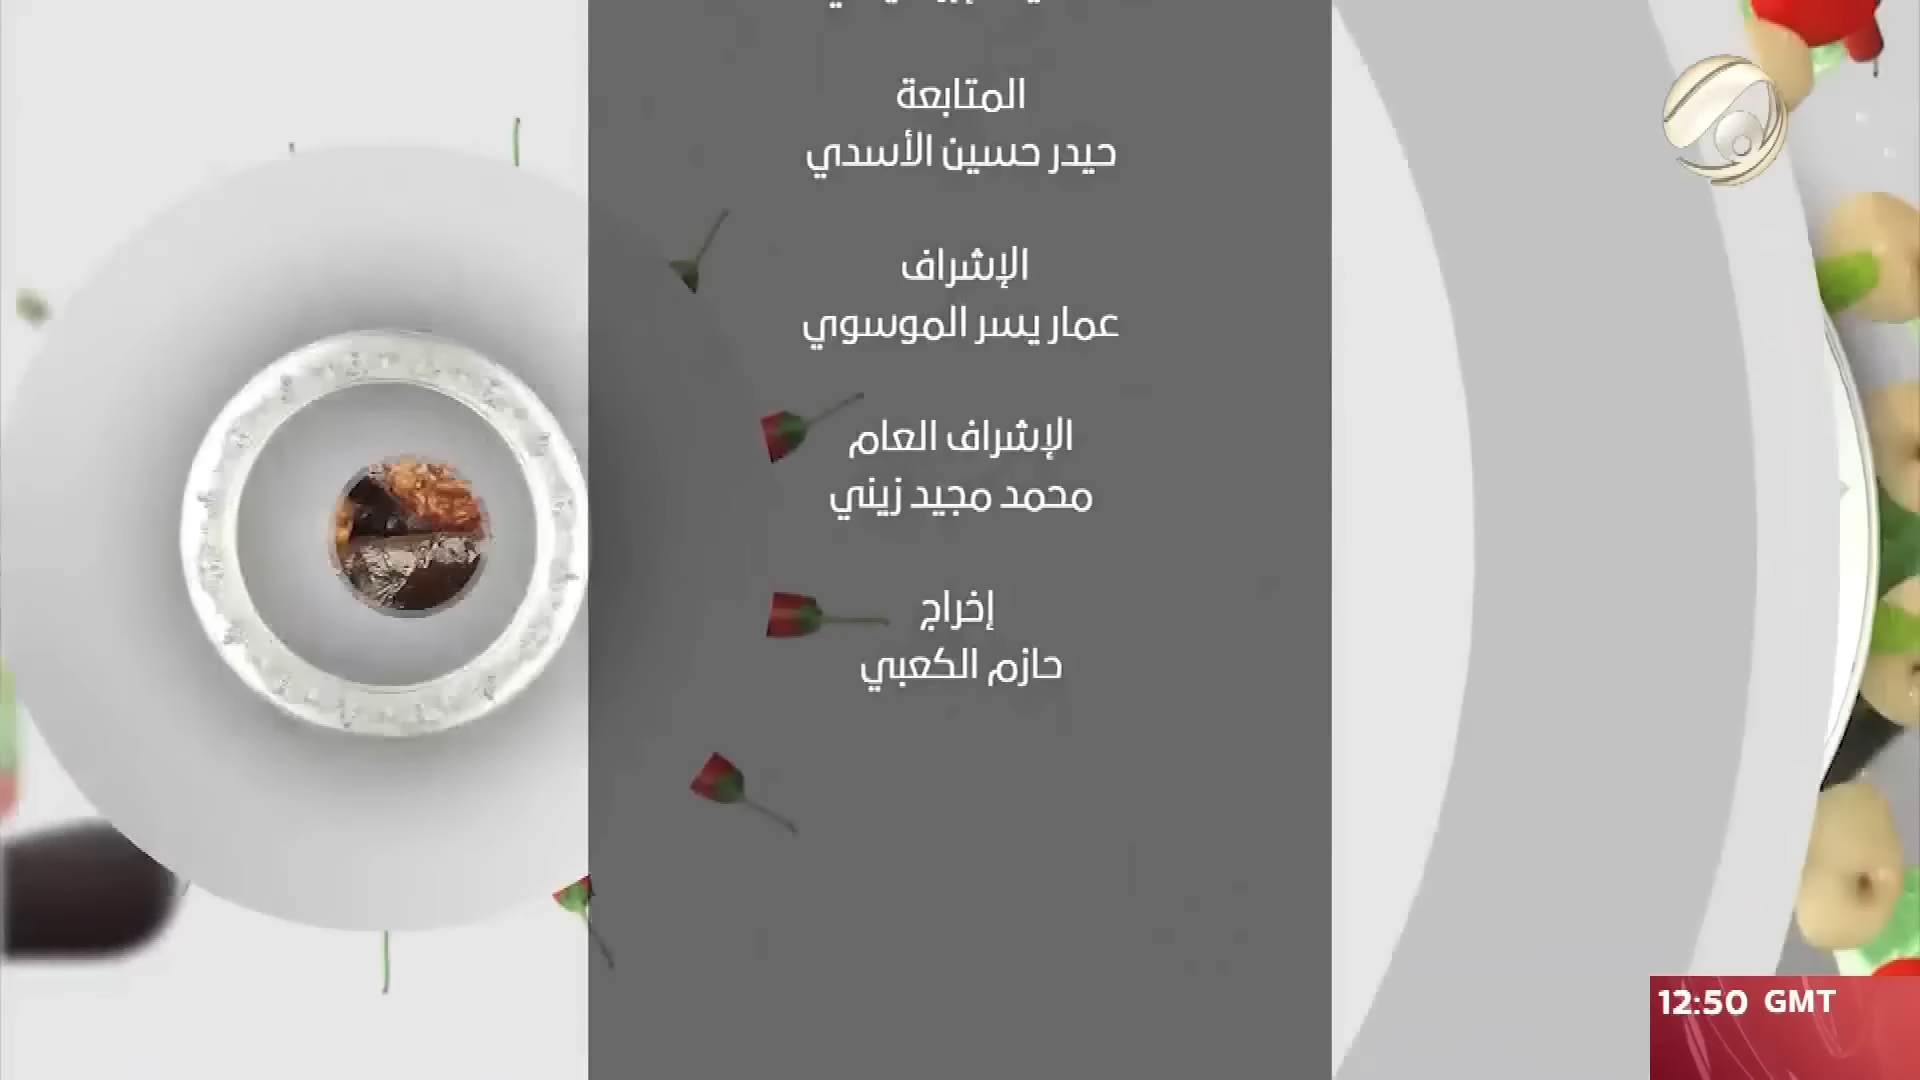 المتابعة
حيدر حسين الأسدي
الإشراف
عمار يسر الموسوي
الإشراف العام
محمد مجيد زيني
إخراج
حازم الكعبي
12:50 GMT